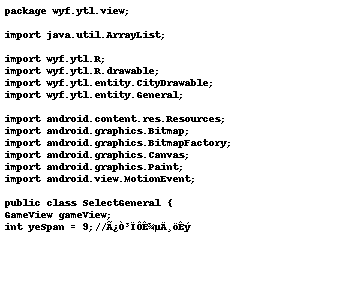 package wyf.ytl.view;
import java.util.ArrayList;
import wyf.ytl.R;
import wyf.ytl.R.drawable;
import wyf.ytl.entity.CityDrawable;
import wyf.ytl.entity.General;
import android.content.res.Resources;
import android.graphics.Bitmap;
import android.graphics.BitmapFactory;
import android.graphics.Canvas;
import android.graphics.Paint;
import android.view.MotionEvent;
public class SelectGeneral {
GameView gameView;
int yeSpan = 9;//Ã¿Ò³ÏÔÊ¾µÄ¸öÊý